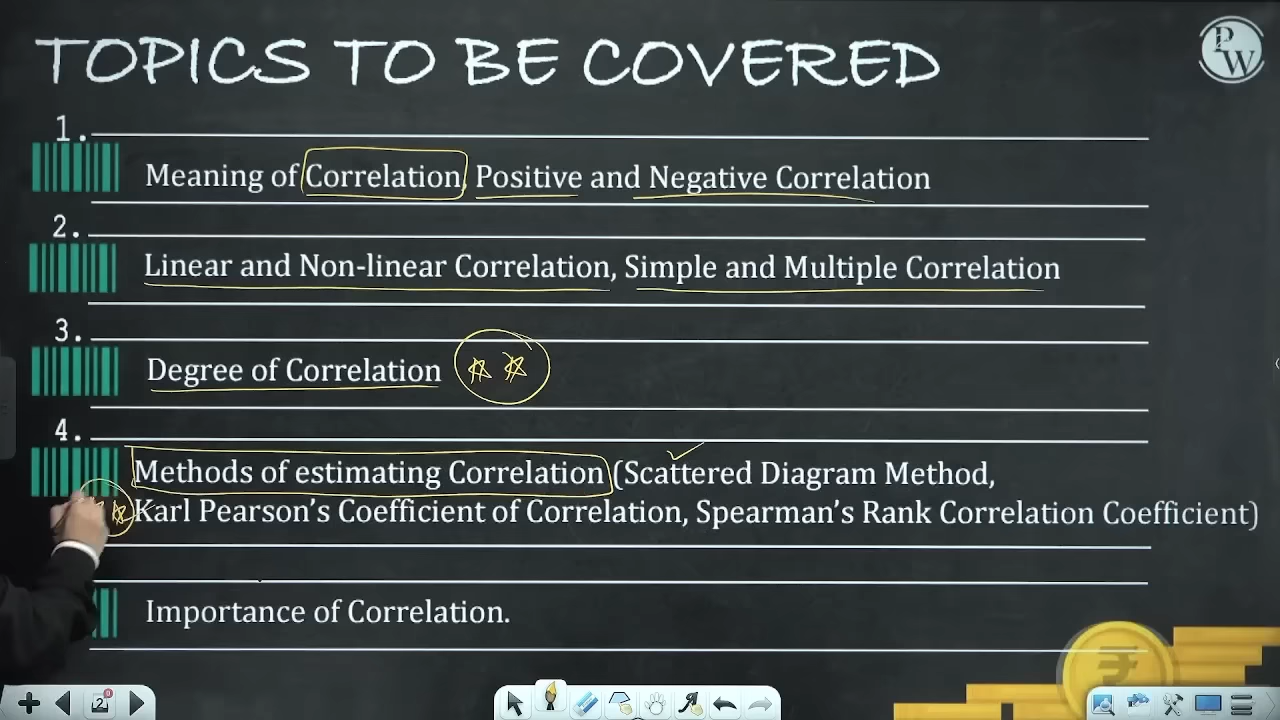 TOPICS TO BE COVERED
PW
1.
Meaning of Correlation, Positive and Negative Correlation
2.
Linear and Non-linear Correlation, Simple and Multiple Correlation
3.
Degree of Correlation
4.
Methods of estimating Correlation (Scattered Diagram Method,
Karl Pearson's Coefficient of Correlation, Spearman's Rank Correlation Coefficient)
Importance of Correlation.
₹
2
0